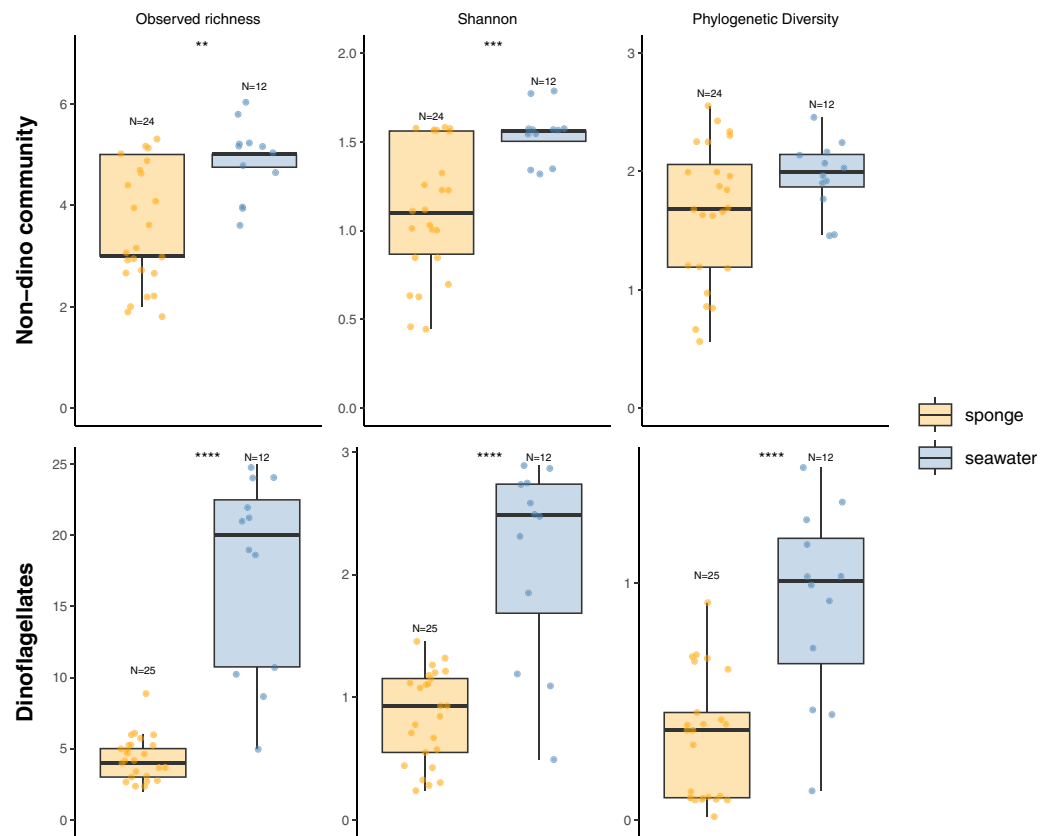 Observed richness
Shannon
Phylogenetic Diversity
Non−dino community
**
N=24
N=12
6
4
2
0
***
N=24
N=12
2.0
1.5
1.0
0.5
0.0
N=24
N=12
3
2
1
0
sponge
seawater
Dinoflagellates
****
N=25
N=12
25
20
15
10
5
0
****
N=25
N=12
3
2
1
0
****
N=25
N=12
1
0